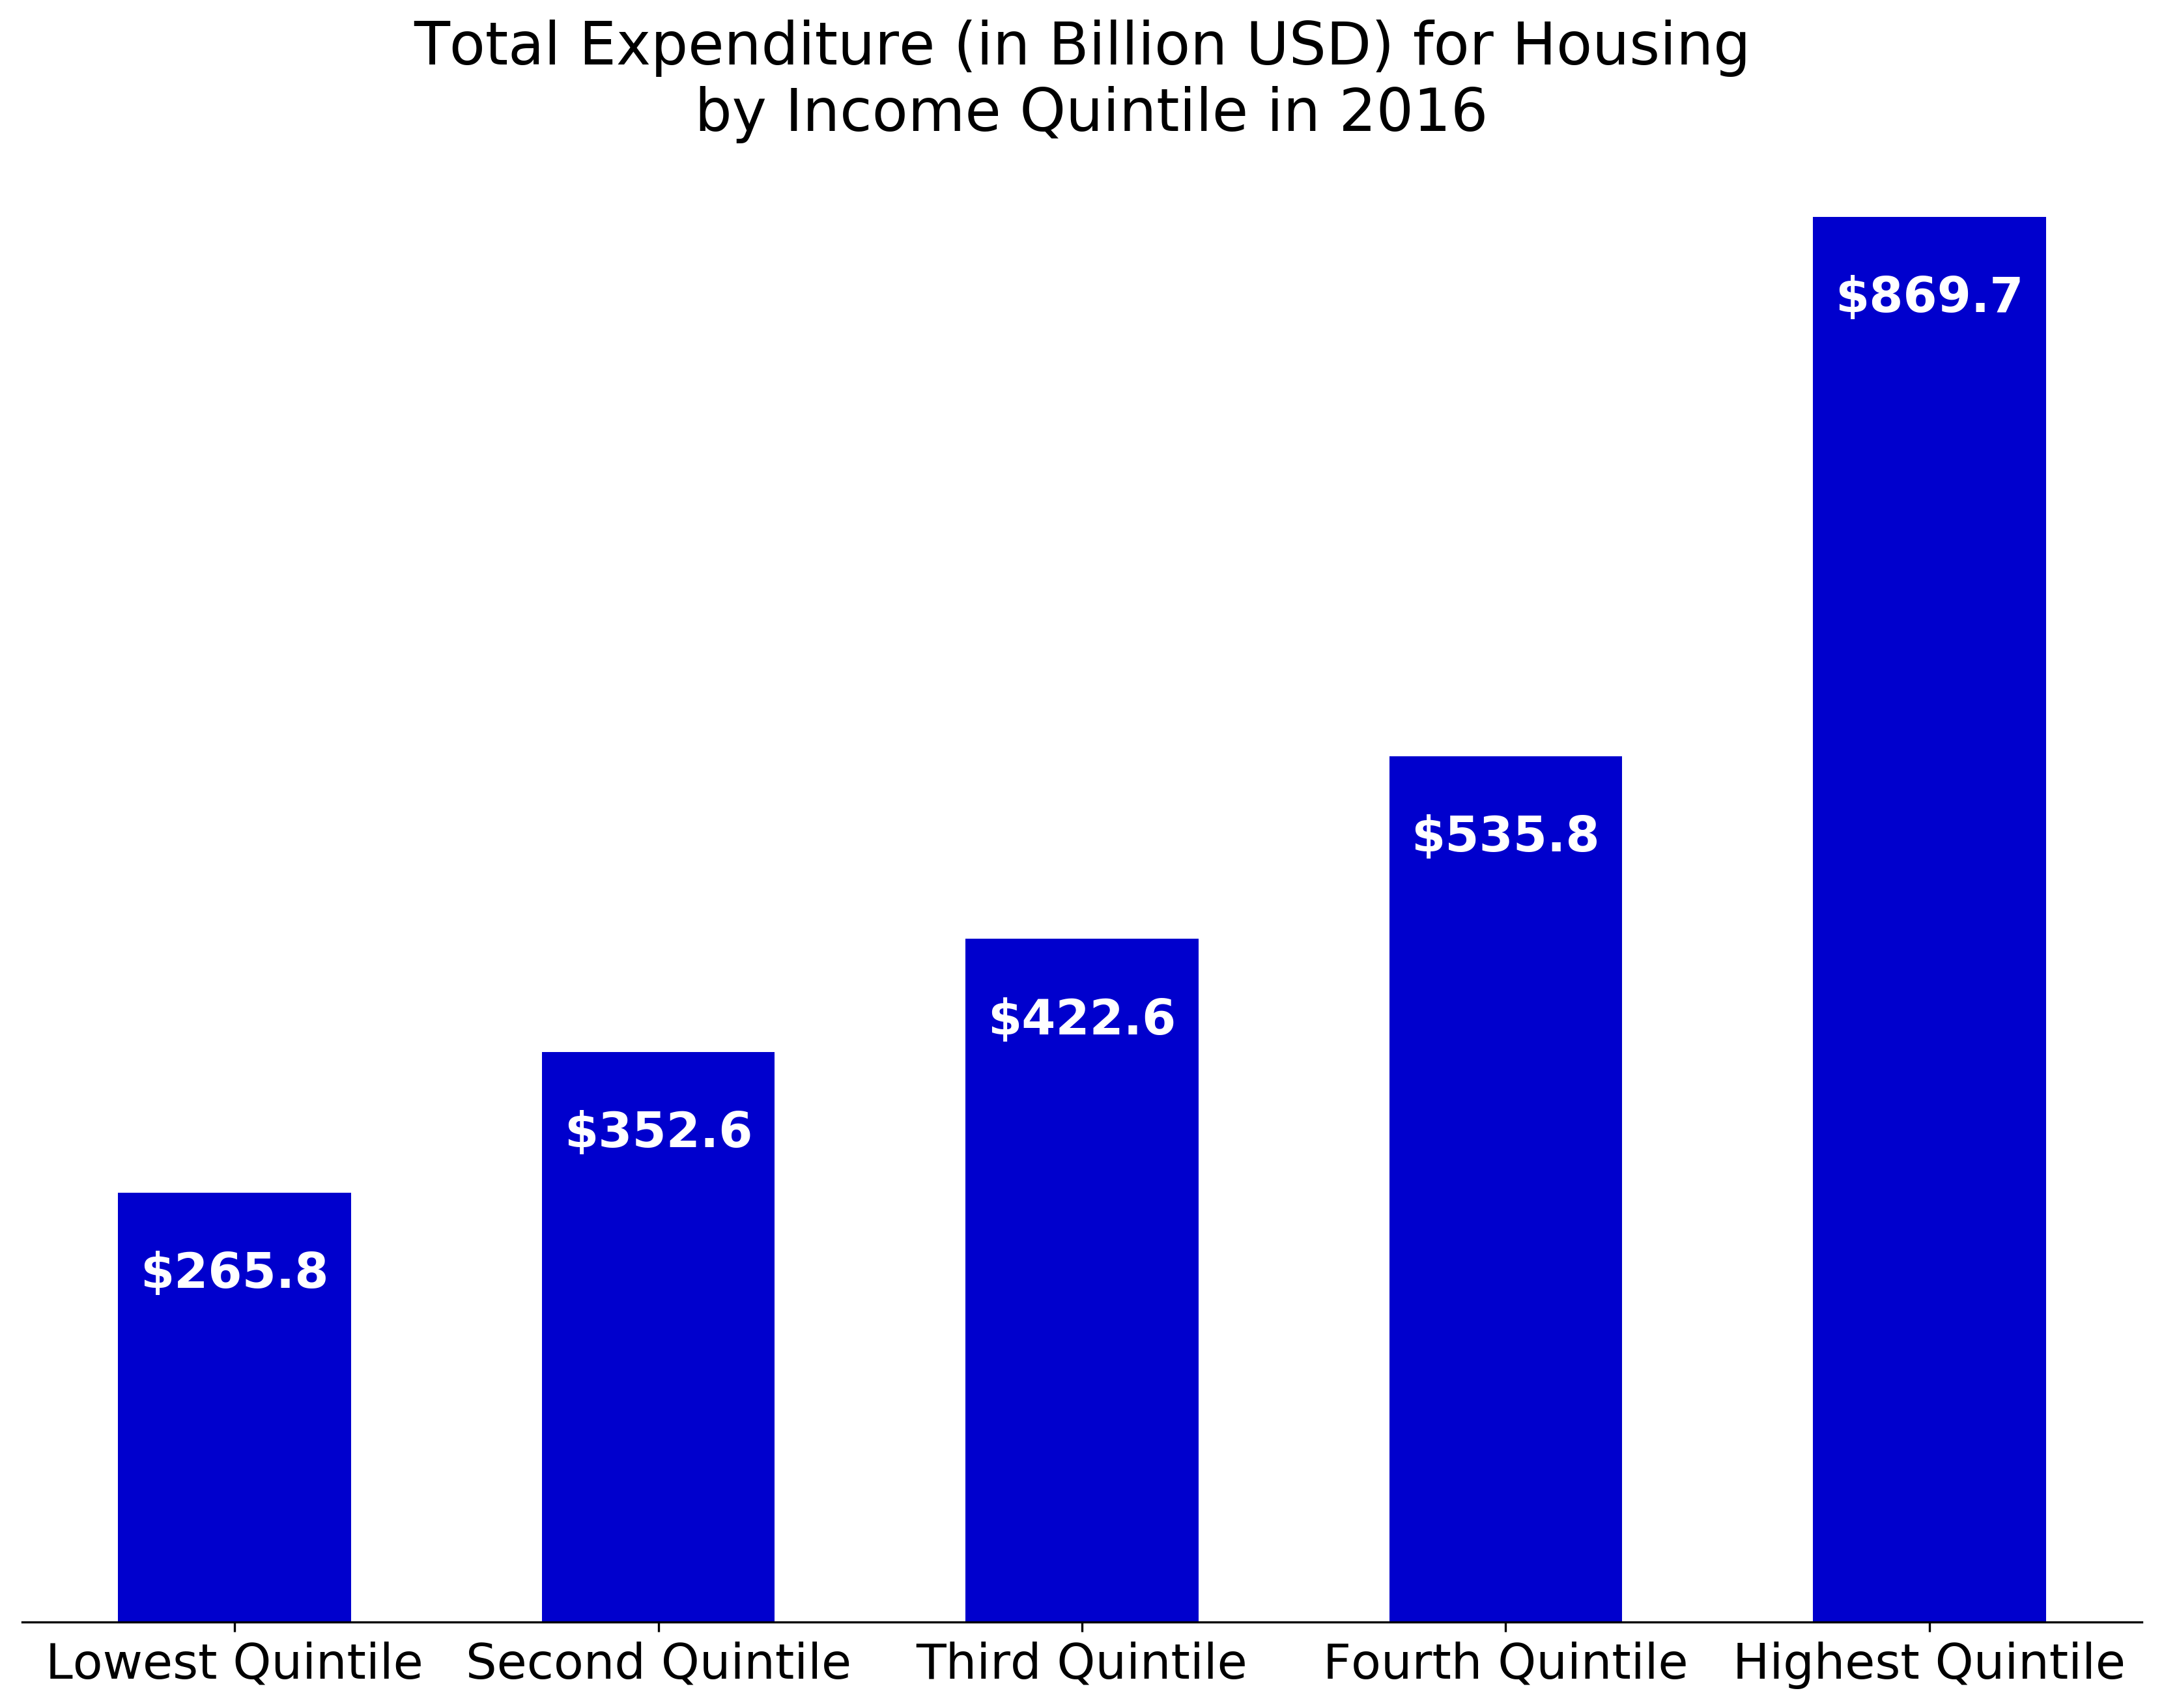 Total Expenditure (in Billion USD) for Housing
by Income Quintile in 2016
$869.7
$535.8
$422.6
$352.6
$265.8
Lowest Quintile Second Quintile Third Quintile Fourth Quintile Highest Quintile